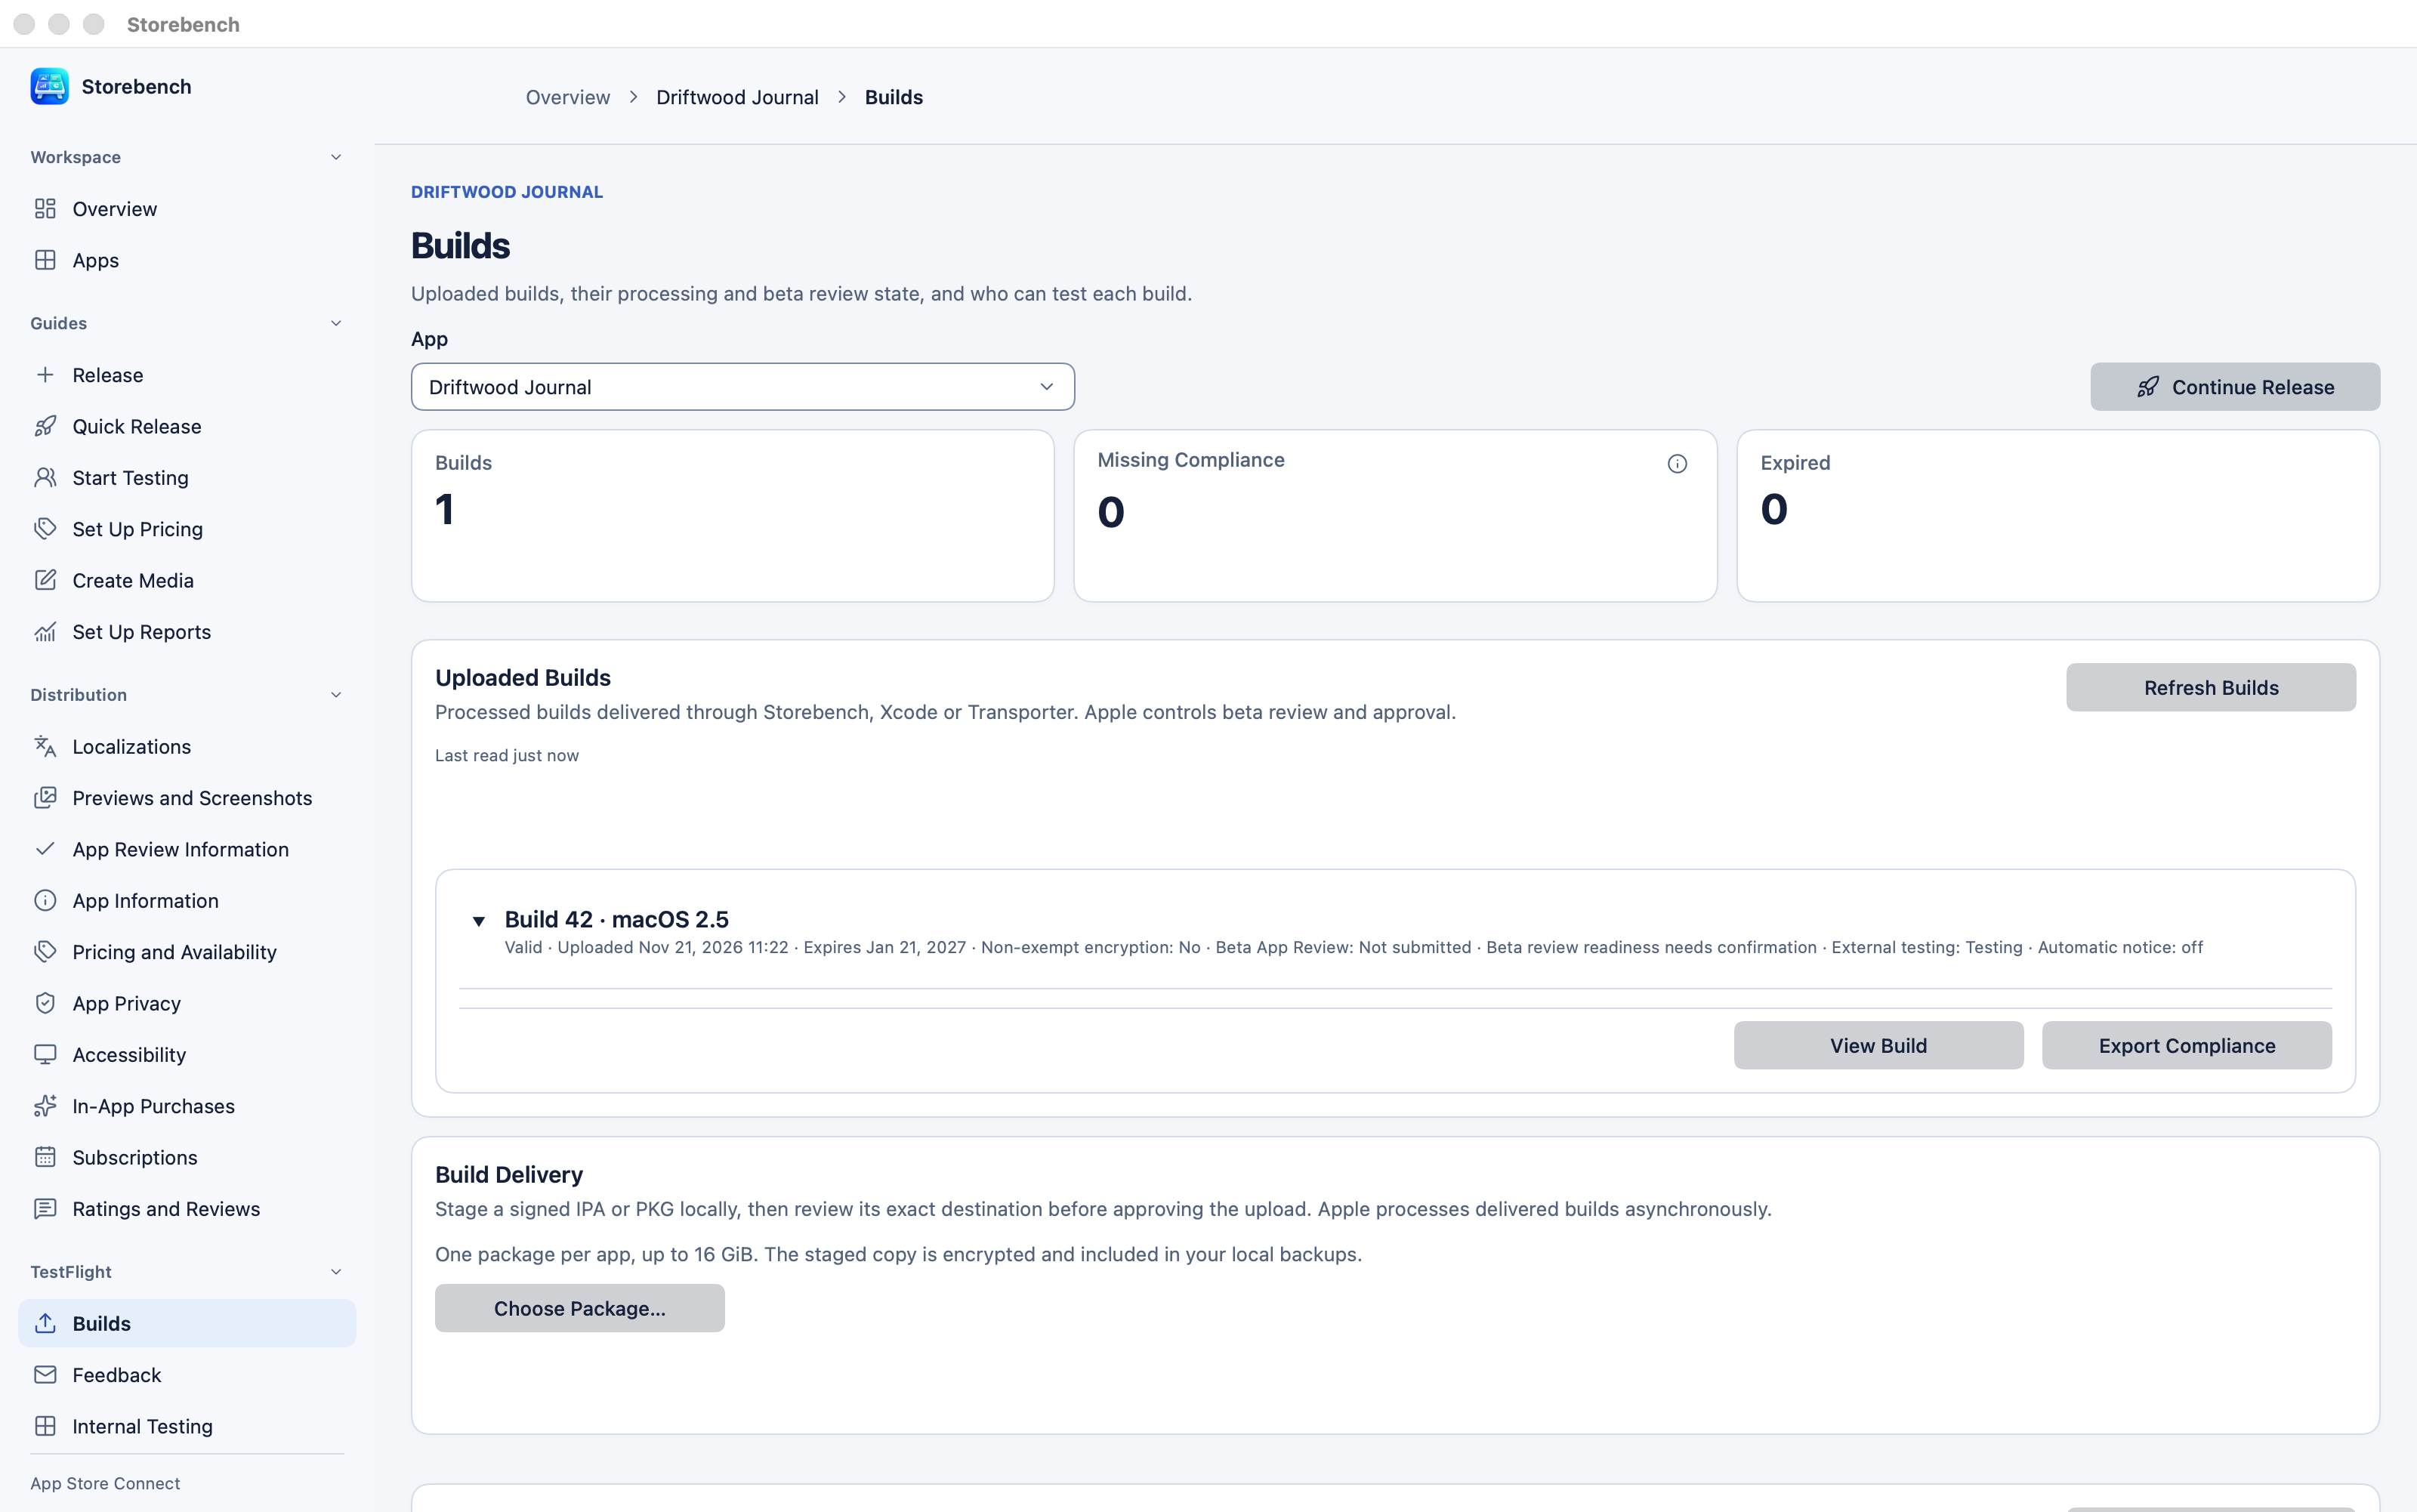 Storebench
Storebench
Workspace
Overview
Apps
Guides
Release
Quick Release
Start Testing
Set Up Pricing
Create Media
Set Up Reports
Distribution
Localizations
Previews and Screenshots
App Review Information
App Information
Pricing and Availability
App Privacy
Accessibility
In-App Purchases
Subscriptions
Ratings and Reviews
TestFlight
Builds
Feedback
Internal Testing
App Store Connect
Overview > Driftwood Journal > Builds
DRIFTWOOD JOURNAL
Builds
Uploaded builds, their processing and beta review state, and who can test each build.
App
Driftwood Journal
Continue Release
Builds
1
Missing Compliance
0
Expired
0
Uploaded Builds
Refresh Builds
Processed builds delivered through Storebench, Xcode or Transporter. Apple controls beta review and approval.
Last read just now
Build 42 · macOS 2.5
Valid · Uploaded Nov 21, 2026 11:22 · Expires Jan 21, 2027 · Non-exempt encryption: No · Beta App Review: Not submitted · Beta review readiness needs confirmation · External testing: Testing · Automatic notice: off
View Build
Export Compliance
Build Delivery
Stage a signed IPA or PKG locally, then review its exact destination before approving the upload. Apple processes delivered builds asynchronously.
One package per app, up to 16 GiB. The staged copy is encrypted and included in your local backups.
Choose Package...